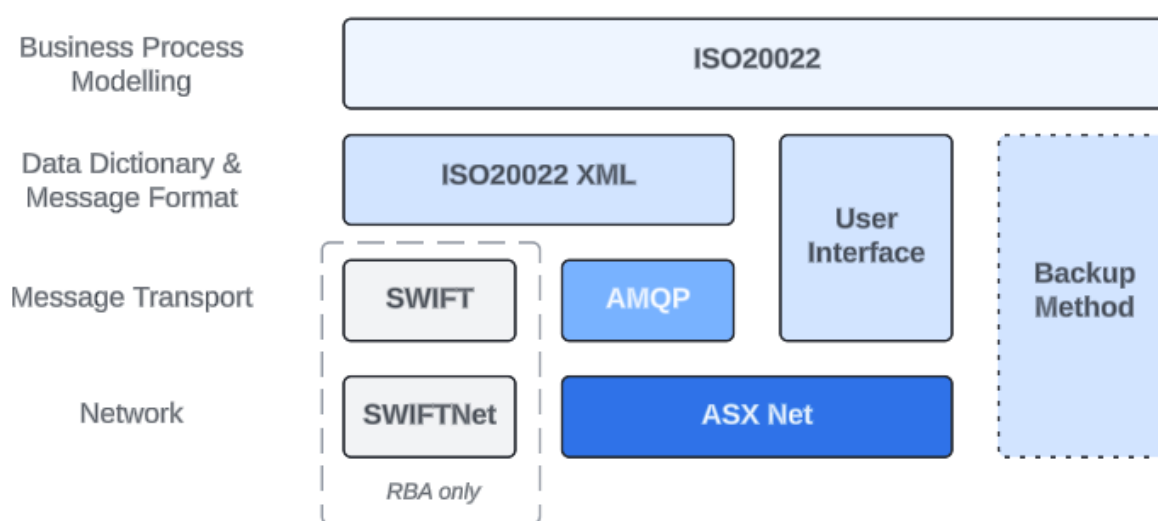 Business Process
Modelling
ISO20022
Data Dictionary &
Message Format
ISO20022 XML
User
Interface
Backup
Method
Message Transport
SWIFT
AMQP
Network
SWIFTNet
ASX Net
RBA only